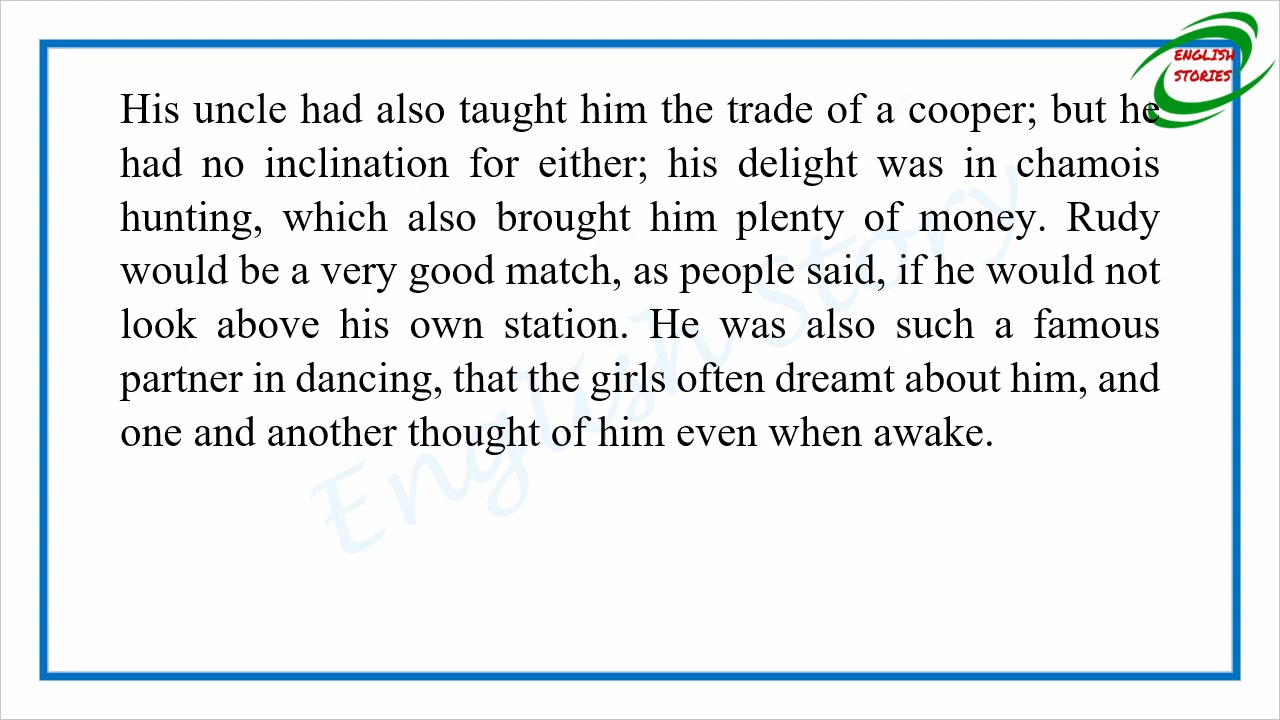 ENGLISH
STORIES
His uncle had also taught him the trade of a cooper; but he
had no inclination for either; his delight was in chamois
hunting, which also brought him plenty of money. Rudy
would be a very good match, as people said, if he would not
look above his own station. He was also such a famous
partner in dancing, that the girls often dreamt about him, and
one and another thought of him even when awake.
English Story